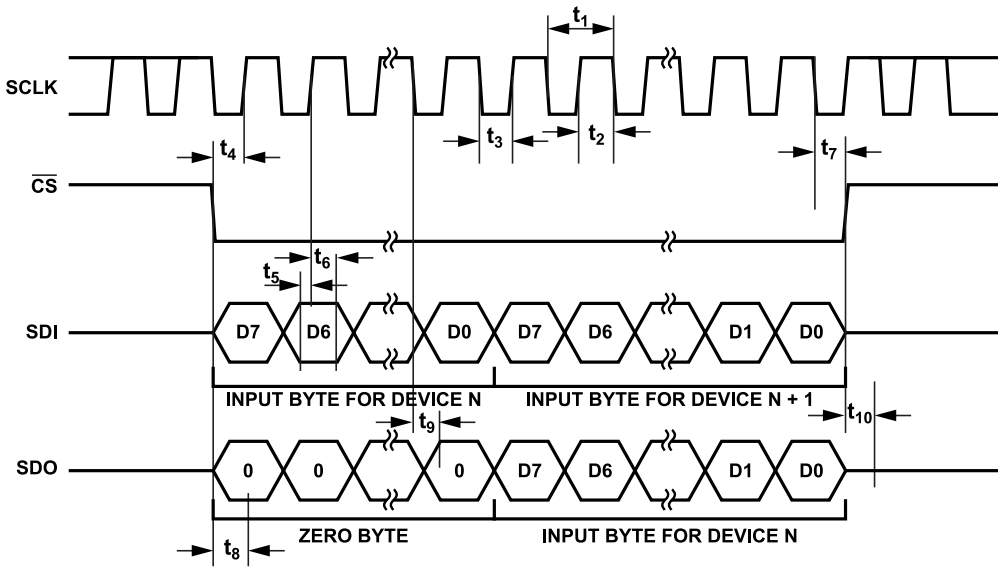 t1
SCLK
t3
t2
t4
t7
CS
t6
t5
SDI
D7
D6
D0
D7
D6
D1
D0
INPUT BYTE FOR DEVICE N
INPUT BYTE FOR DEVICE N + 1
t9
t10
SDO
0
0
0
D7
D6
D1
D0
ZERO BYTE
INPUT BYTE FOR DEVICE N
t8